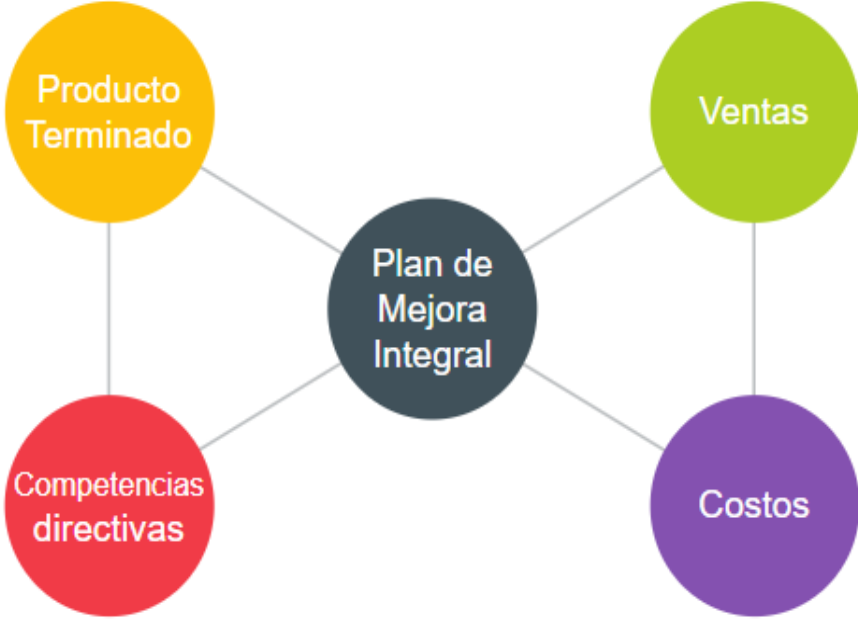 Producto
Terminado
Ventas
Plan de
Mejora
Integral
Competencias
directivas
Costos